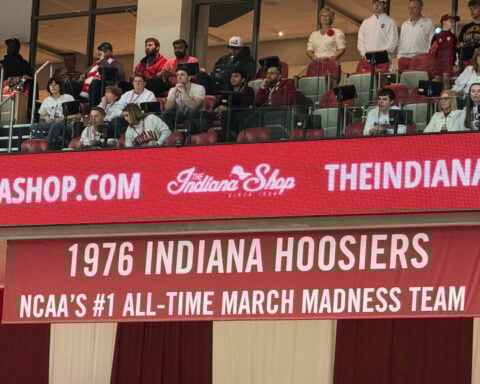 ASHOP.COM
THE
Indiana Shop
THEINDIANA
1976 INDIANA HOOSIERS
NCAA'S #1 ALL-TIME MARCH MADNESS TEAM